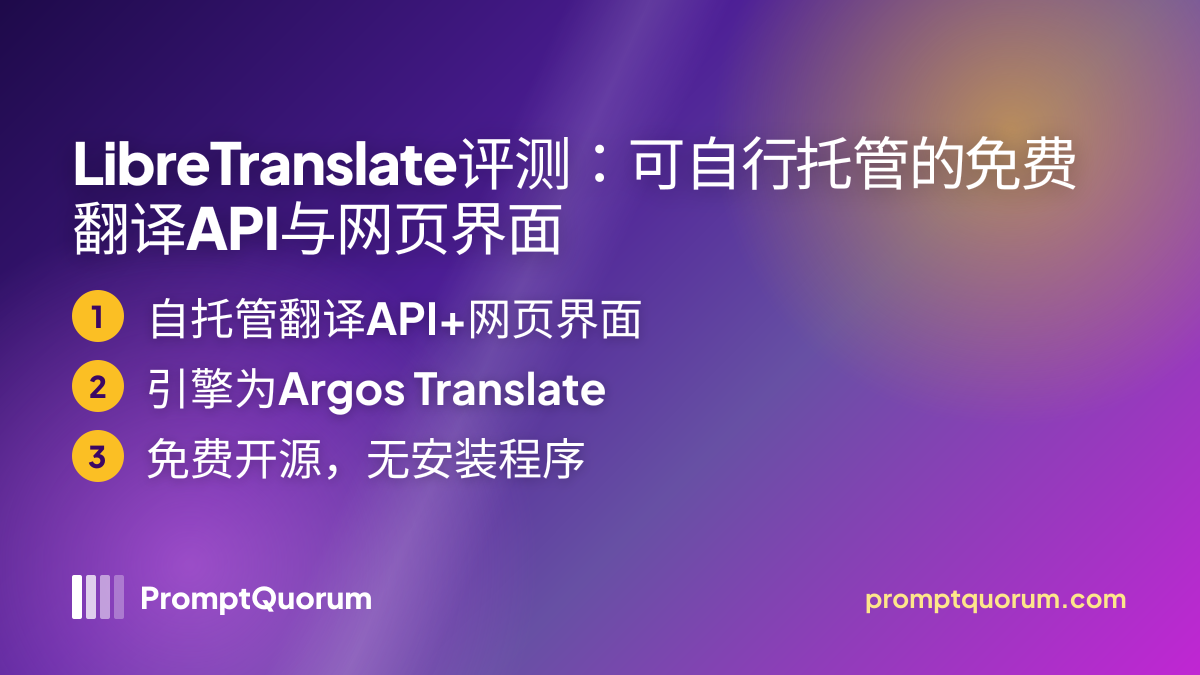 LibreTranslate评测：可自行托管的免费
翻译API与网页界面
1 自托管翻译API+网页界面
2 引擎为Argos Translate
3 免费开源，无安装程序
PromptQuorum
promptquorum.com